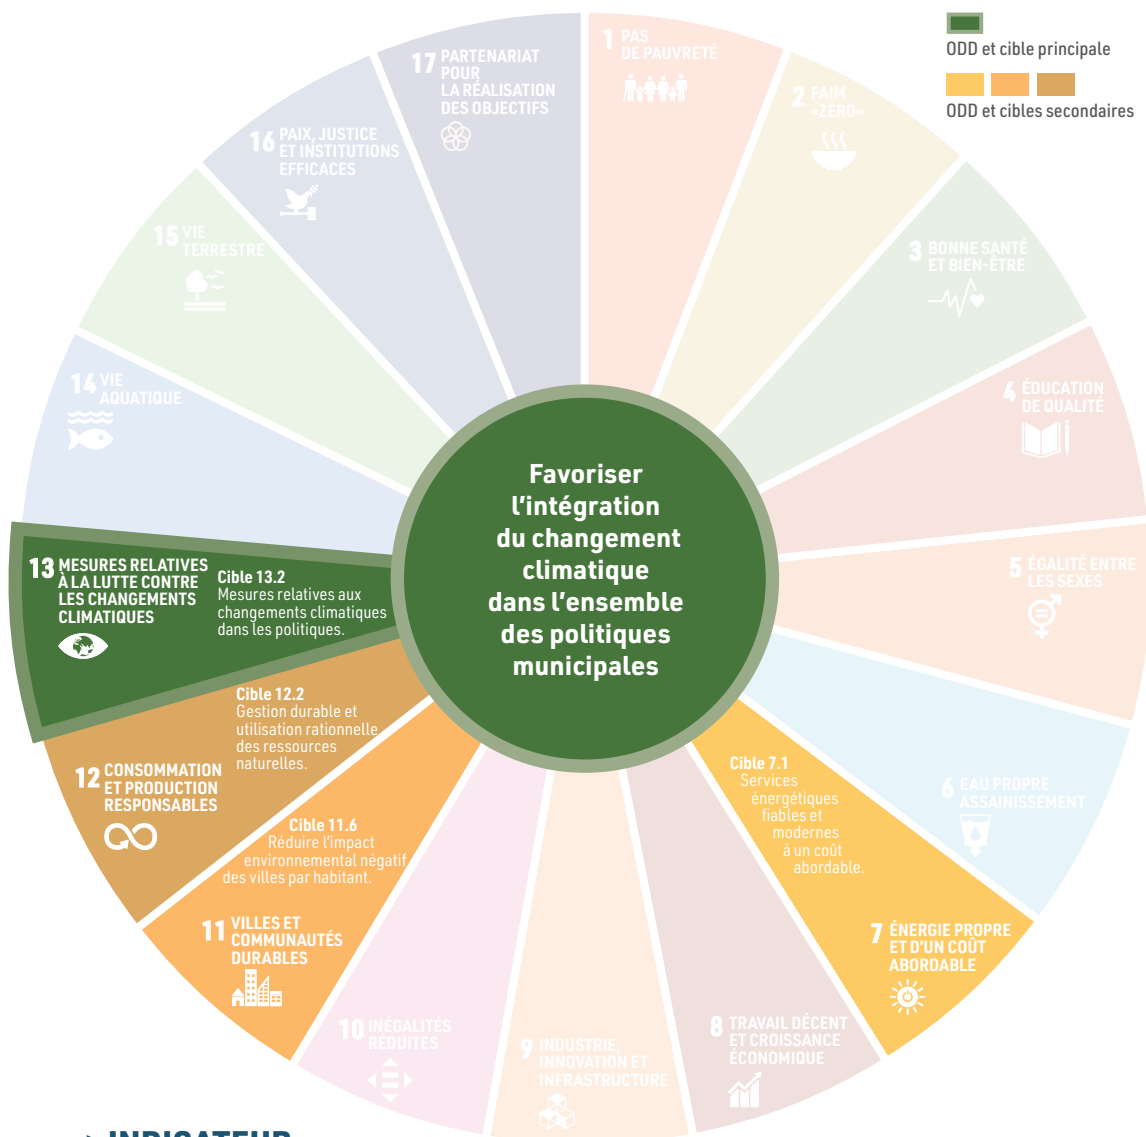 ODD et cible principale
ODD et cibles secondaires
1 PAS
DE PAUVRETÉ
2 FAIM
«ZÉRO»
3 BONNE SANTÉ
ET BIEN-ÊTRE
4 ÉDUCATION
DE QUALITÉ
5 ÉGALITÉ ENTRE
LES SEXES
6 EAU PROPRE
ASSAINISSEMENT
7 ÉNERGIE PROPRE
ET D'UN COÛT
ABORDABLE
Cible 7.1
Services
énergétiques
fiables et
modernes
à un coût
abordable.
8 TRAVAIL DÉCENT
ET CROISSANCE
ÉCONOMIQUE
9 INDUSTRIE,
INNOVATION ET
INFRASTRUCTURE
10 INÉGALITÉS
RÉDUITES
11 VILLES ET
COMMUNAUTÉS
DURABLES
Cible 11.6
Réduire l'impact
environnemental négatif
des villes par habitant.
12 CONSOMMATION
ET PRODUCTION
RESPONSABLES
Cible 12.2
Gestion durable et
utilisation rationnelle
des ressources
naturelles.
13 MESURES RELATIVES
À LA LUTTE CONTRE
LES CHANGEMENTS
CLIMATIQUES
Cible 13.2
Mesures relatives aux
changements climatiques
dans les politiques.
14 VIE
AQUATIQUE
15 VIE
TERRESTRE
16 PAIX, JUSTICE
ET INSTITUTIONS
EFFICACES
17 PARTENARIAT
POUR
LA RÉALISATION
DES OBJECTIFS
Favoriser
l'intégration
du changement
climatique
dans l'ensemble
des politiques
municipales
INDICATEUR